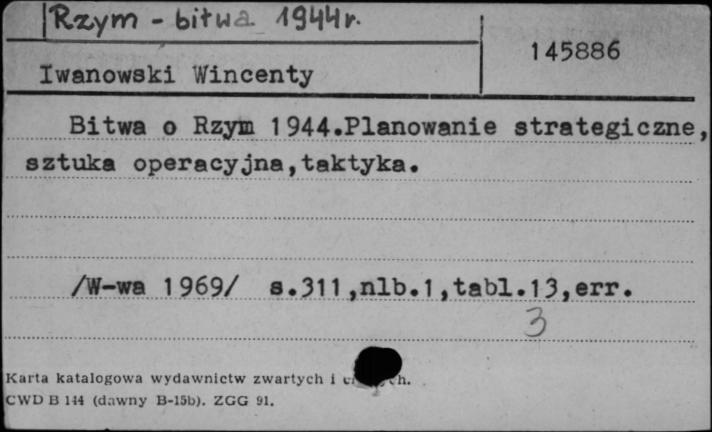 Rzym - bitwa 1944r.
145886
Iwanowski Wincenty
Bitwa o Rzym 1944.Planowanie strategiczne,
sztuka operacyjna,taktyka.
/W-wa 1969/ s.311,nlb.1,tabl.13,err.
3
Karta katalogowa wydawnictw zwartych i
CWD B 144 (dawny B-15b). ZGG 91.